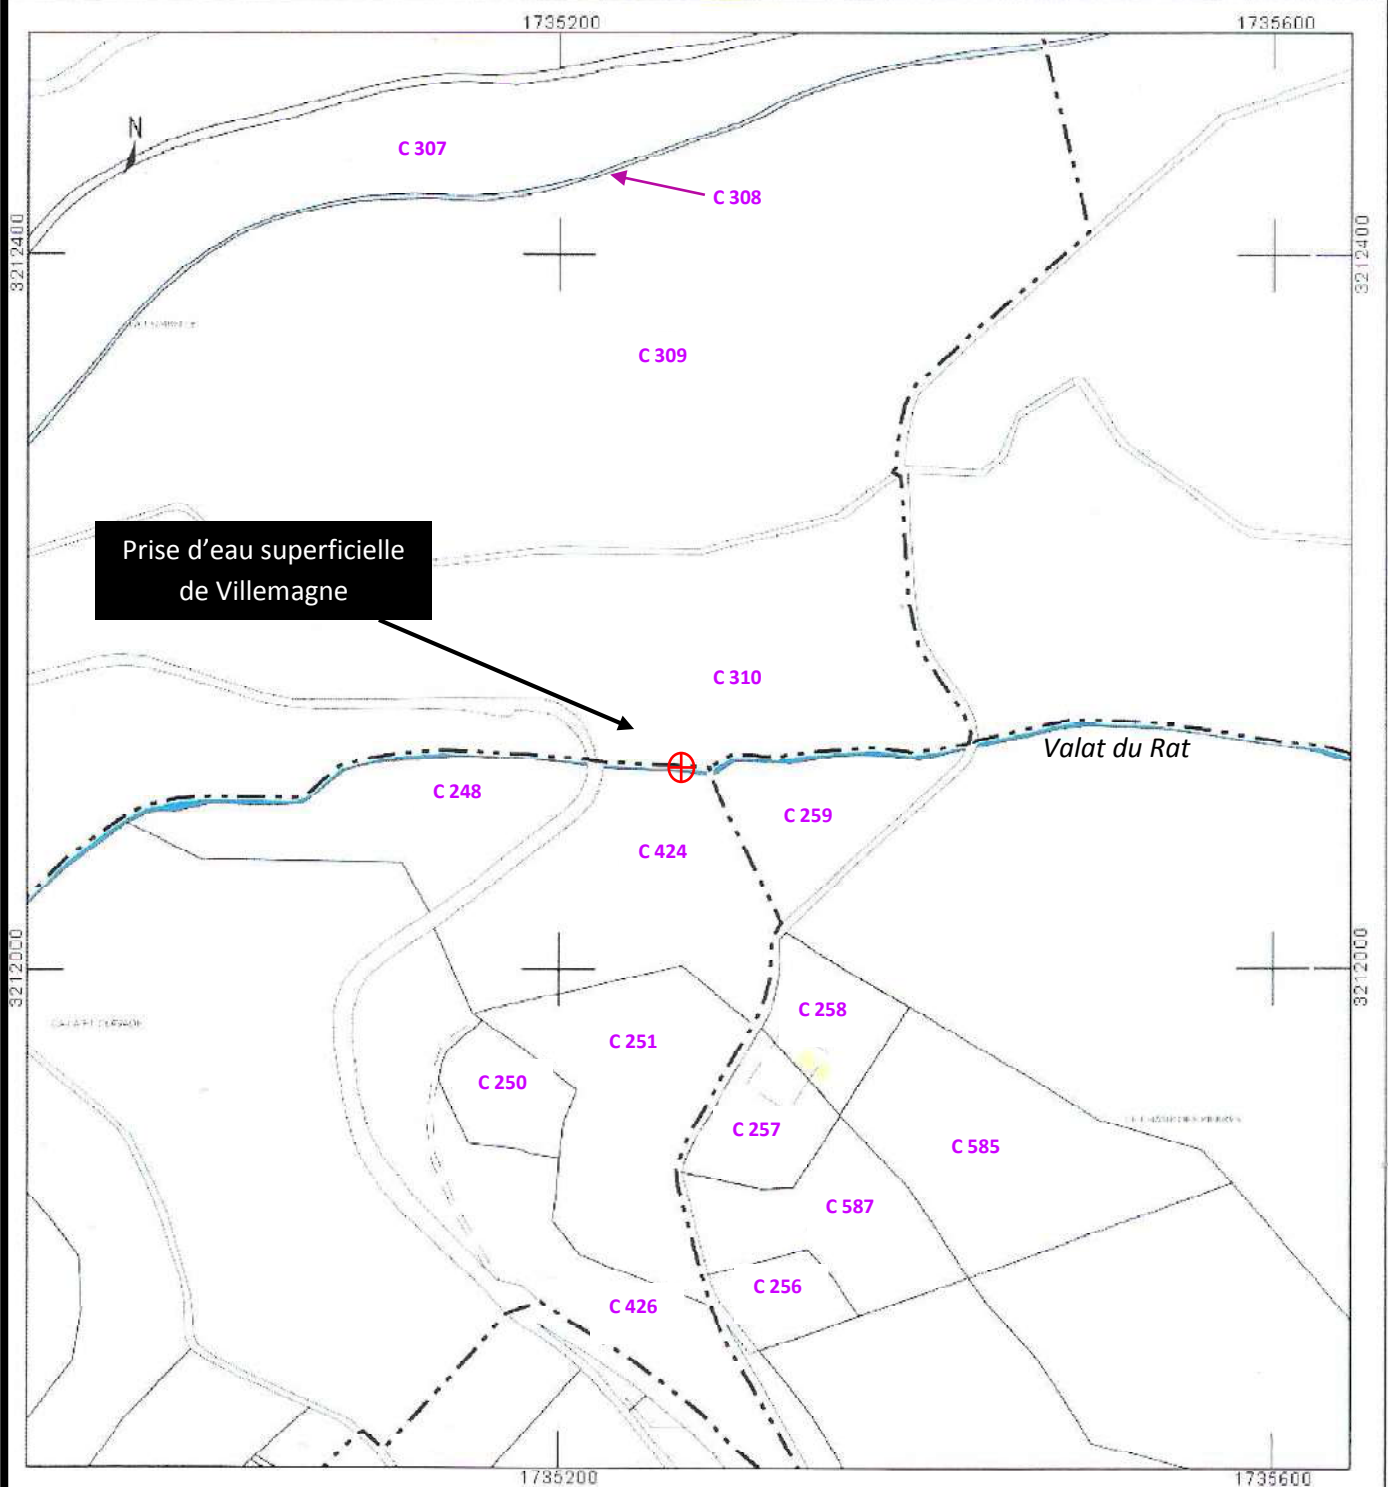 1735200
1735600
N
C 307
C 308
3212400
3212400
C 309
Prise d’eau superficielle
de Villemagne
C 310
Valat du Rat
C 248
C 259
C 424
3212000
3212000
C 258
C 251
C 250
C 257
C 585
C 587
C 256
C 426
1735200
1735600